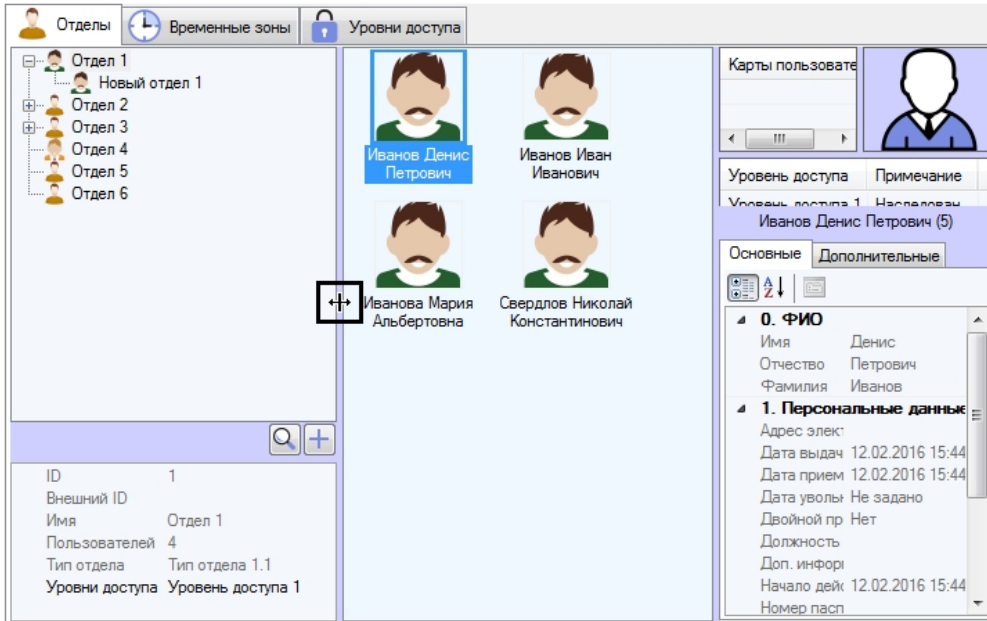 Отделы
Временные зоны
Уровни доступа
Отдел 1
Новый отдел 1
Отдел 2
Отдел 3
Отдел 4
Отдел 5
Отдел 6
ID 1
Внешний ID
Имя Отдел 1
Пользователей 4
Тип отдела Тип отдела 1.1
Уровни доступа Уровень доступа 1
Иванов Денис
Петрович
Иванов Иван
Иванович
Иванова Мария
Альбертовна
Свердлов Николай
Константинович
Карты пользовате
Уровень доступа Примечание
Уровень доступа 1 Наследован
Иванов Денис Петрович (5)
Основные Дополнительные
0. ФИО
Имя Денис
Отчество Петрович
Фамилия Иванов
1. Персональные данные
Адрес элект
Дата выдач 12.02.2016 15:44
Дата прием 12.02.2016 15:44
Дата увольн Не задано
Двойной пр Нет
Должность
Доп. инфор
Начало дейс 12.02.2016 15:44
Номер пасп